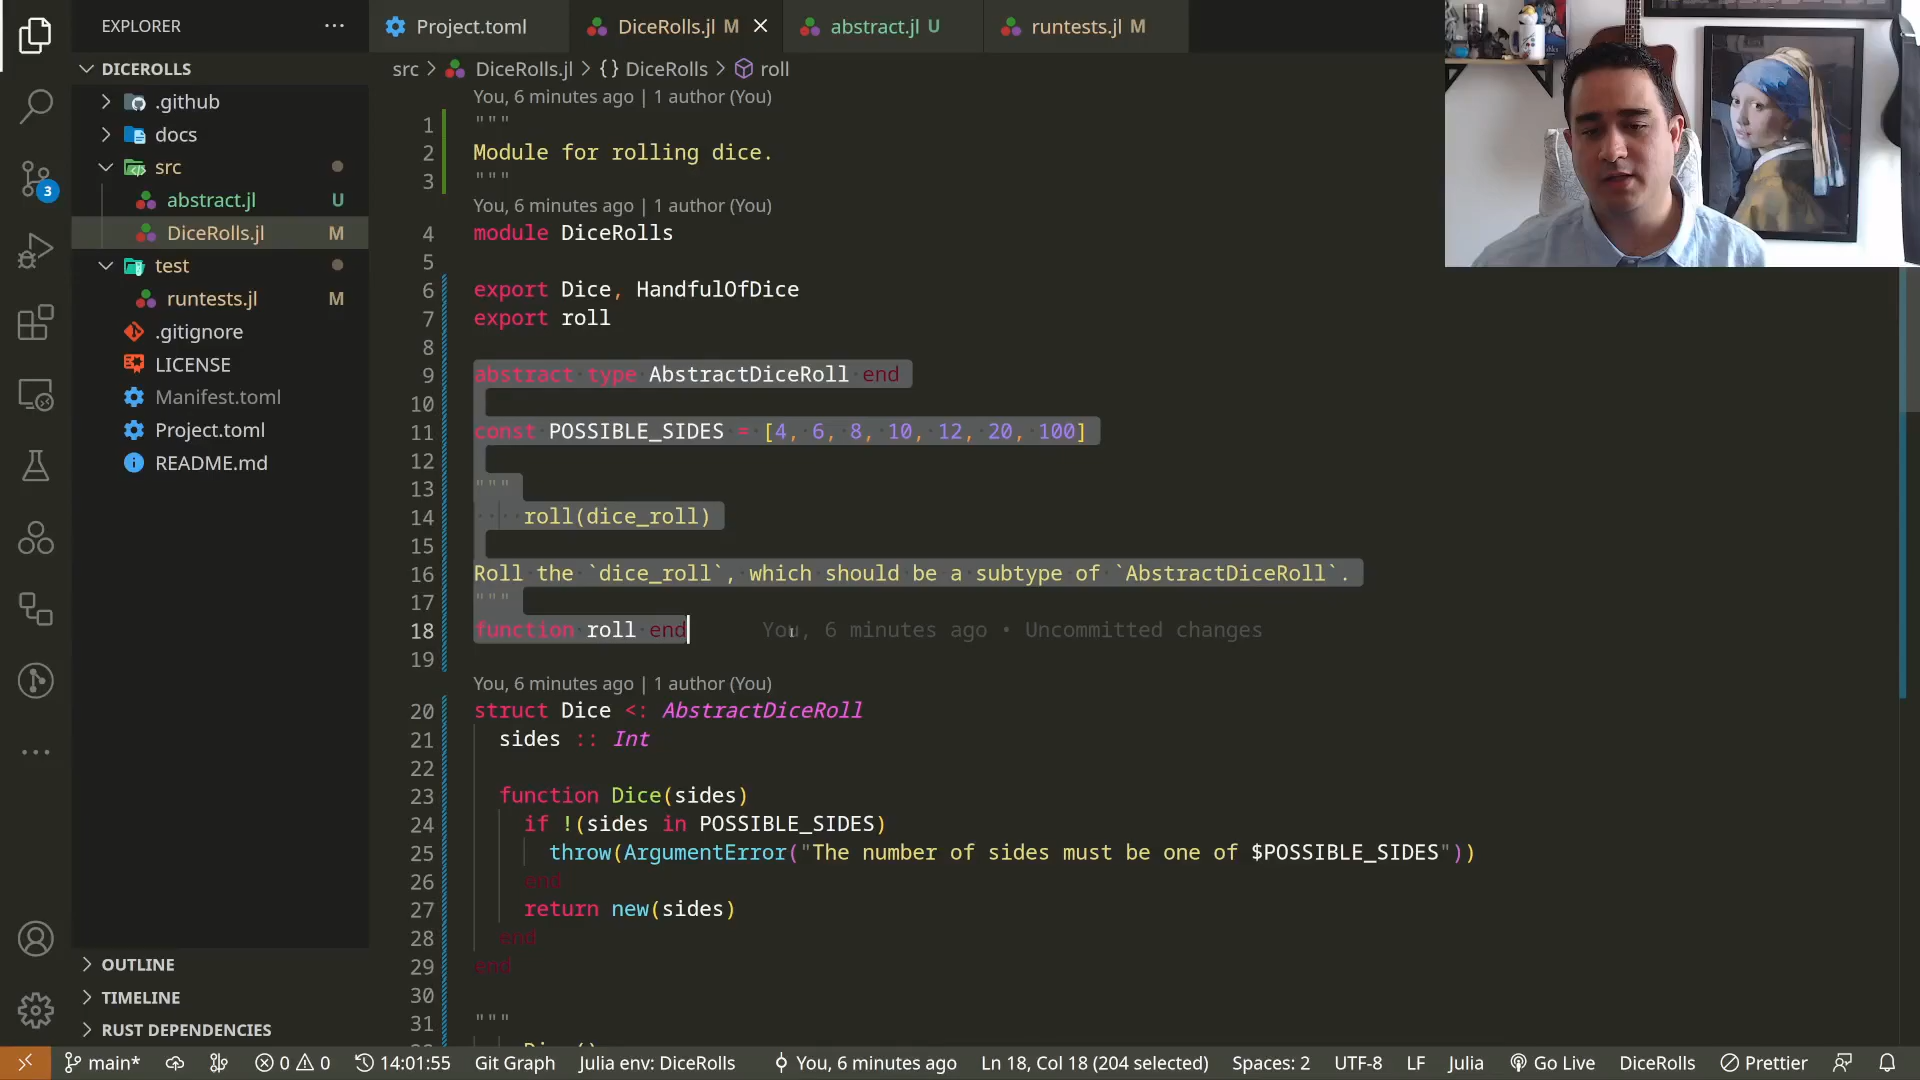 EXPLORER
Project.toml
DiceRolls.jl M
abstract.jl U
runtests.jl M
DICEROLLS
src > DiceRolls.jl > {} DiceRolls > roll
.github
docs
src
abstract.jl U
DiceRolls.jl M
test
runtests.jl M
.gitignore
LICENSE
Manifest.toml
Project.toml
README.md
3
OUTLINE
TIMELINE
RUST DEPENDENCIES
You, 6 minutes ago | 1 author (You)
1 """
2 Module for rolling dice.
3 """
You, 6 minutes ago | 1 author (You)
4 module DiceRolls
5
6 export Dice, HandfulOfDice
7 export roll
8
9 abstract type AbstractDiceRoll end
10
11 const POSSIBLE_SIDES = [4, 6, 8, 10, 12, 20, 100]
12
13 """
14 roll(dice_roll)
15
16 Roll the `dice_roll`, which should be a subtype of `AbstractDiceRoll`.
17 """
18 function roll end You, 6 minutes ago • Uncommitted changes
19
You, 6 minutes ago | 1 author (You)
20 struct Dice <: AbstractDiceRoll
21 sides :: Int
22
23 function Dice(sides)
24 if !(sides in POSSIBLE_SIDES)
25 throw(ArgumentError("The number of sides must be one of $POSSIBLE_SIDES"))
26 end
27 return new(sides)
28 end
29 end
30
31 """
main* 0 0 14:01:55 Git Graph Julia env: DiceRolls You, 6 minutes ago Ln 18, Col 18 (204 selected) Spaces: 2 UTF-8 LF Julia Go Live DiceRolls Prettier